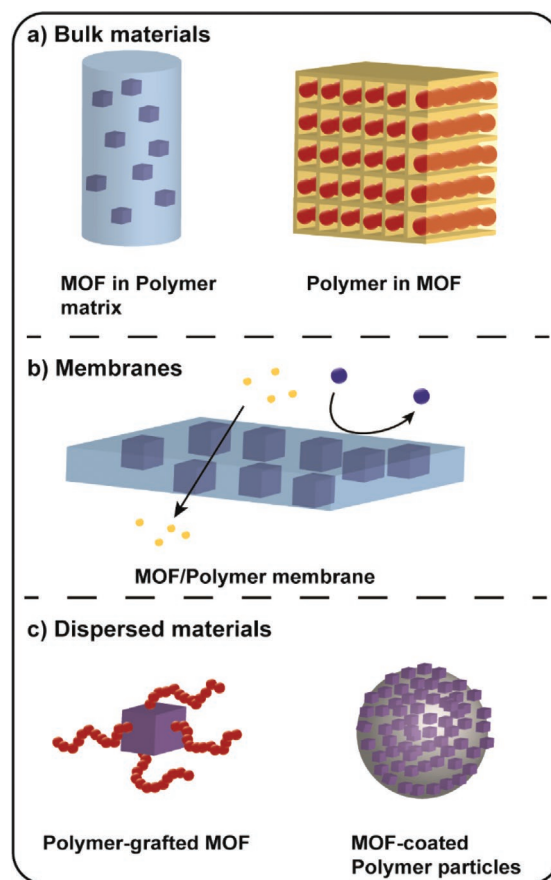 a) Bulk materials
MOF in Polymer
matrix
Polymer in MOF
b) Membranes
MOF/Polymer membrane
c) Dispersed materials
Polymer-grafted MOF
MOF-coated
Polymer particles